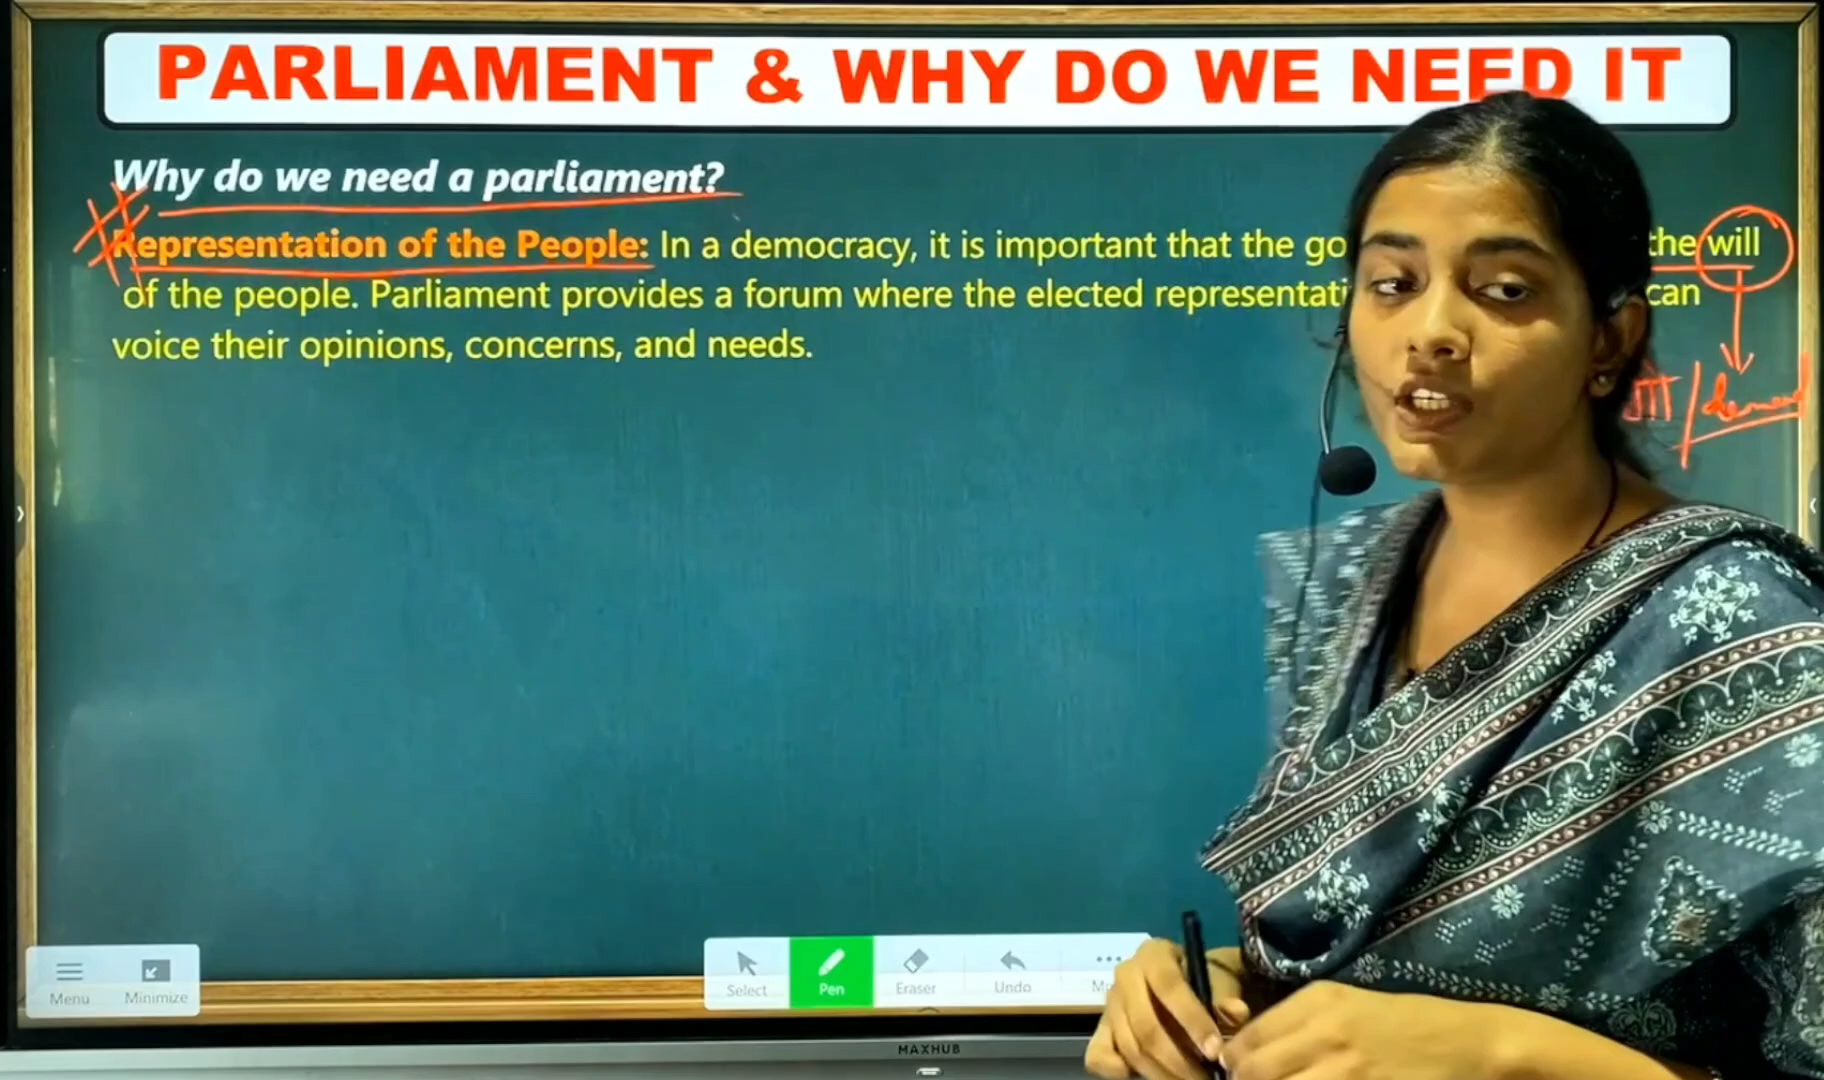 PARLIAMENT & WHY DO WE NEED IT
Why do we need a parliament?
Representation of the People: In a democracy, it is important that the go the will
of the people. Parliament provides a forum where the elected representati can
voice their opinions, concerns, and needs.
/ demand
Menu Minimize Select Pen Eraser Undo
MAXHUB